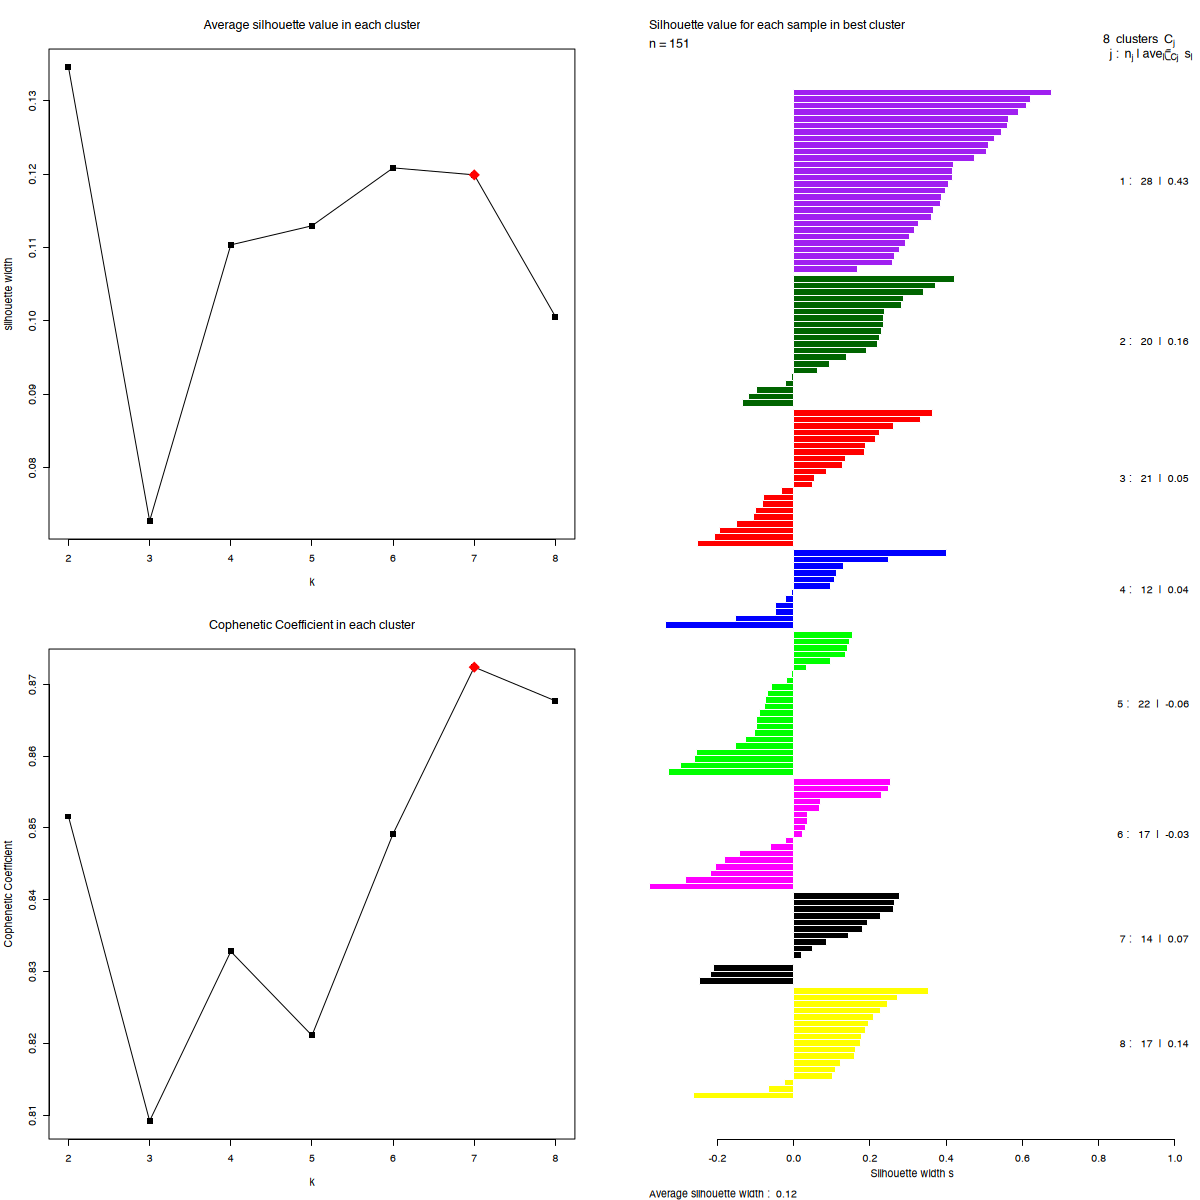 Average silhouette value in each cluster
silhouette width
0.13
0.12
0.11
0.10
0.09
0.08
2 3 4 5 6 7 8
k
Cophenetic Coefficient in each cluster
Cophenetic Coefficient
0.87
0.86
0.85
0.84
0.83
0.82
0.81
2 3 4 5 6 7 8
k
Silhouette value for each sample in best cluster
n = 151
8 clusters Cj
j : nj | avei∈Cj si
1 : 28 | 0.43
2 : 20 | 0.16
3 : 21 | 0.05
4 : 12 | 0.04
5 : 22 | -0.06
6 : 17 | -0.03
7 : 14 | 0.07
8 : 17 | 0.14
-0.2 0.0 0.2 0.4 0.6 0.8 1.0
Silhouette width s
Average silhouette width : 0.12